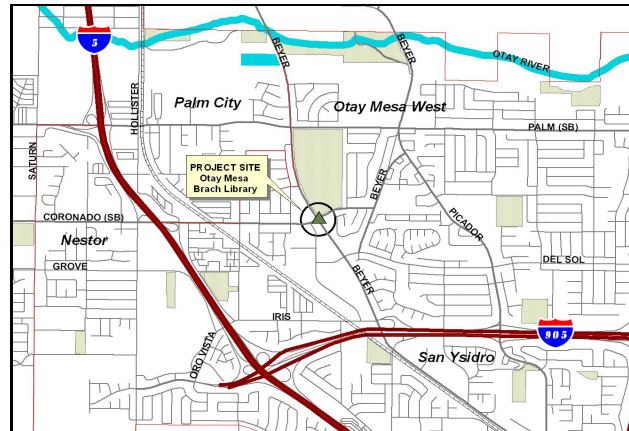 5
BEYER
BEYER
OTAY RIVER
HOLLISTER
Palm City
Otay Mesa West
PALM (SB)
SATURN
PROJECT SITE
Otay Mesa
Brach Library
BEYER
PICADOR
CORONADO (SB)
Nestor
GROVE
BEYER
DEL SOL
IRIS
905
ORO VISTA
San Ysidro